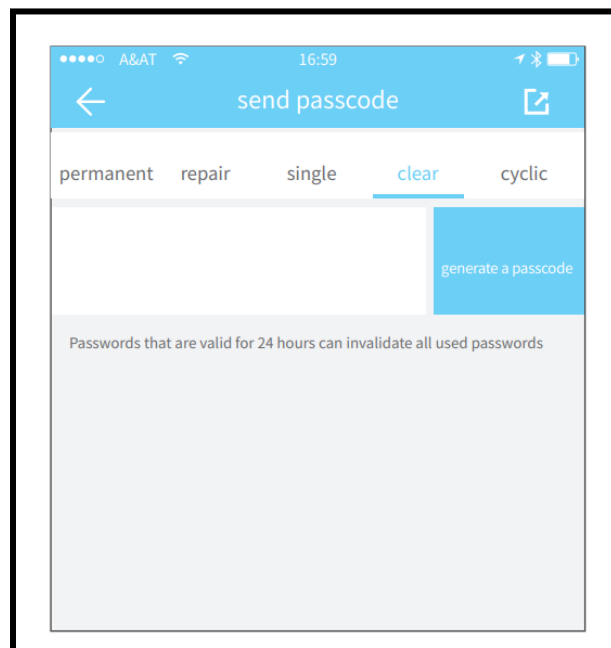 A&AT 16:59
send passcode
permanent repair single clear cyclic
generate a passcode
Passwords that are valid for 24 hours can invalidate all used passwords